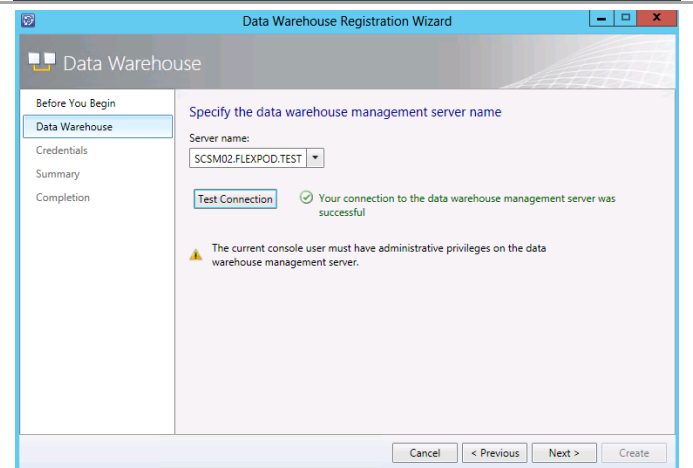 Data Warehouse Registration Wizard
Data Warehouse
Before You Begin
Data Warehouse
Credentials
Summary
Completion
Specify the data warehouse management server name
Server name:
SCSM02.FLEXPOD.TEST
Test Connection
Your connection to the data warehouse management server was
successful
The current console user must have administrative privileges on the data
warehouse management server.
Cancel
< Previous
Next >
Create